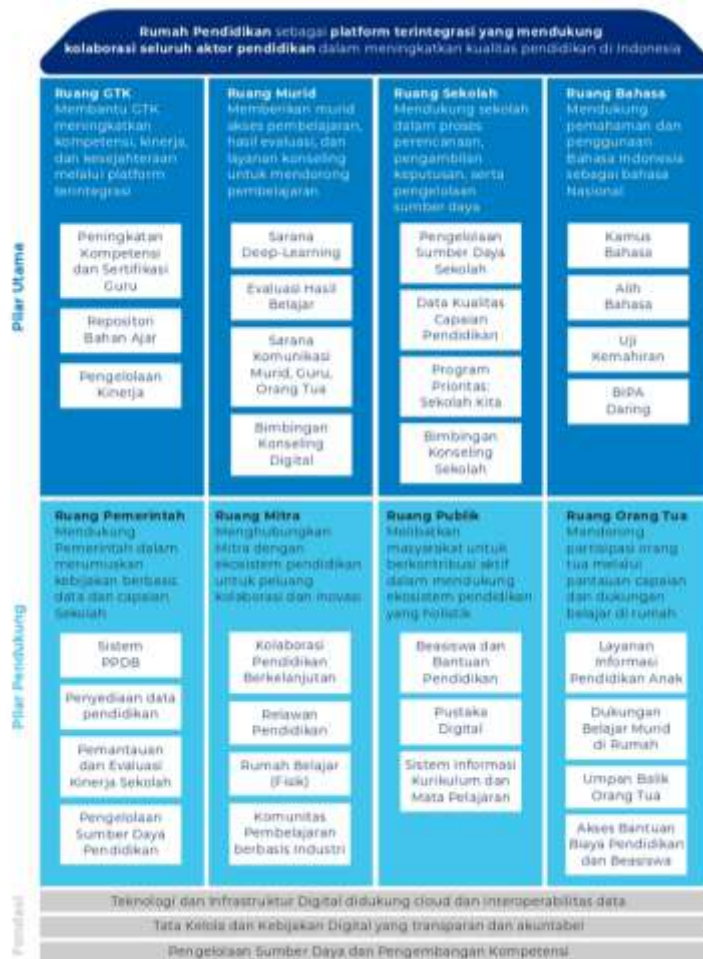 Rumah Pendidikan sebagai platform terintegrasi yang mendukung
kolaborasi seluruh aktor pendidikan dalam meningkatkan kualitas pendidikan di Indonesia
Pilar Utama
Ruang GTK
Membantu GTK
meningkatkan
kompetensi, kinerja,
dan kesejahteraan
melalui platform
terintegrasi
Peningkatan
Kompetensi
dan Sertifikasi
Guru
Repositori
Bahan Ajar
Pengelolaan
Kinerja
Ruang Murid
Memberikan murid
akses pembelajaran,
hasil evaluasi, dan
layanan konseling
untuk mendorong
pembelajaran
Sarana
Deep-Learning
Evaluasi Hasil
Belajar
Sarana
Komunikasi
Murid, Guru,
Orang Tua
Bimbingan
Konseling
Digital
Ruang Sekolah
Mendukung sekolah
dalam proses
perencanaan,
pengambilan
keputusan, serta
pengelolaan
sumber daya
Pengelolaan
Sumber Daya
Sekolah
Data Kualitas
Capaian
Pendidikan
Program
Prioritas:
Sekolah Kita
Bimbingan
Konseling
Sekolah
Ruang Bahasa
Mendukung
pemahaman dan
penggunaan
Bahasa Indonesia
sebagai bahasa
Nasional
Kamus
Bahasa
Alih
Bahasa
Uji
Kemahiran
BIPA
Daring
Pilar Pendukung
Ruang Pemerintah
Mendukung
Pemerintah dalam
merumuskan
kebijakan berbasis
data dan capaian
Sekolah
Sistem
PPDB
Penyediaan data
pendidikan
Pemantauan
dan Evaluasi
Kinerja Sekolah
Pengelolaan
Sumber Daya
Pendidikan
Ruang Mitra
Menghubungkan
Mitra dengan
ekosistem pendidikan
untuk peluang
kolaborasi dan inovasi
Kolaborasi
Pendidikan
Berkelanjutan
Relawan
Pendidikan
Rumah Belajar
(Fisik)
Komunitas
Pembelajaran
berbasis Industri
Ruang Publik
Melibatkan
masyarakat untuk
berkontribusi aktif
dalam mendukung
ekosistem pendidikan
yang holistik
Beasiswa dan
Bantuan
Pendidikan
Pustaka
Digital
Sistem Informasi
Kurikulum dan
Mata Pelajaran
Ruang Orang Tua
Mendorong
partisipasi orang
tua melalui
pantauan capaian
dan dukungan
belajar di rumah
Layanan
Informasi
Pendidikan Anak
Dukungan
Belajar Murid
di Rumah
Umpan Balik
Orang Tua
Akses Bantuan
Biaya Pendidikan
dan Beasiswa
Fondasi
Teknologi dan Infrastruktur Digital didukung cloud dan interoperabilitas data
Tata Kelola dan Kebijakan Digital yang transparan dan akuntabel
Pengelolaan Sumber Daya dan Pengembangan Kompetensi